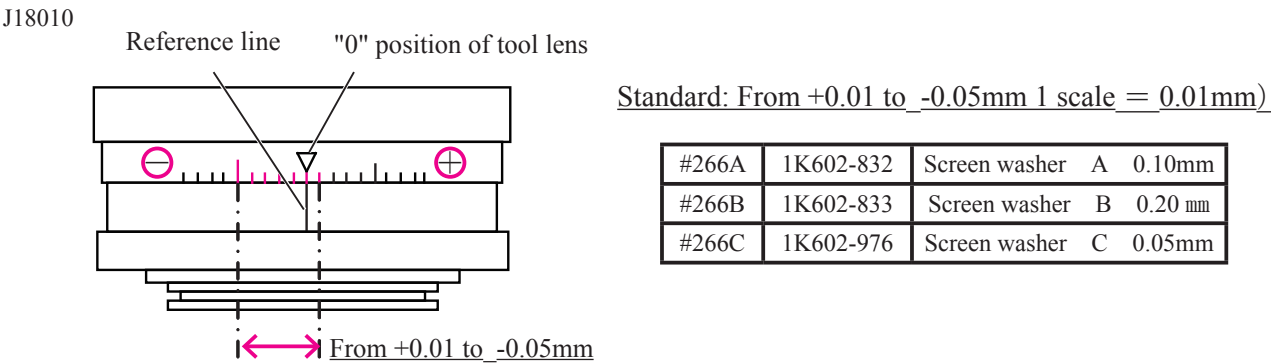 J18010
Reference line
"0" position of tool lens
Standard: From +0.01 to_-0.05mm 1 scale = 0.01mm)
#266A 1K602-832 Screen washer A 0.10mm
#266B 1K602-833 Screen washer B 0.20 ㎜
#266C 1K602-976 Screen washer C 0.05mm
− +
From +0.01 to_-0.05mm